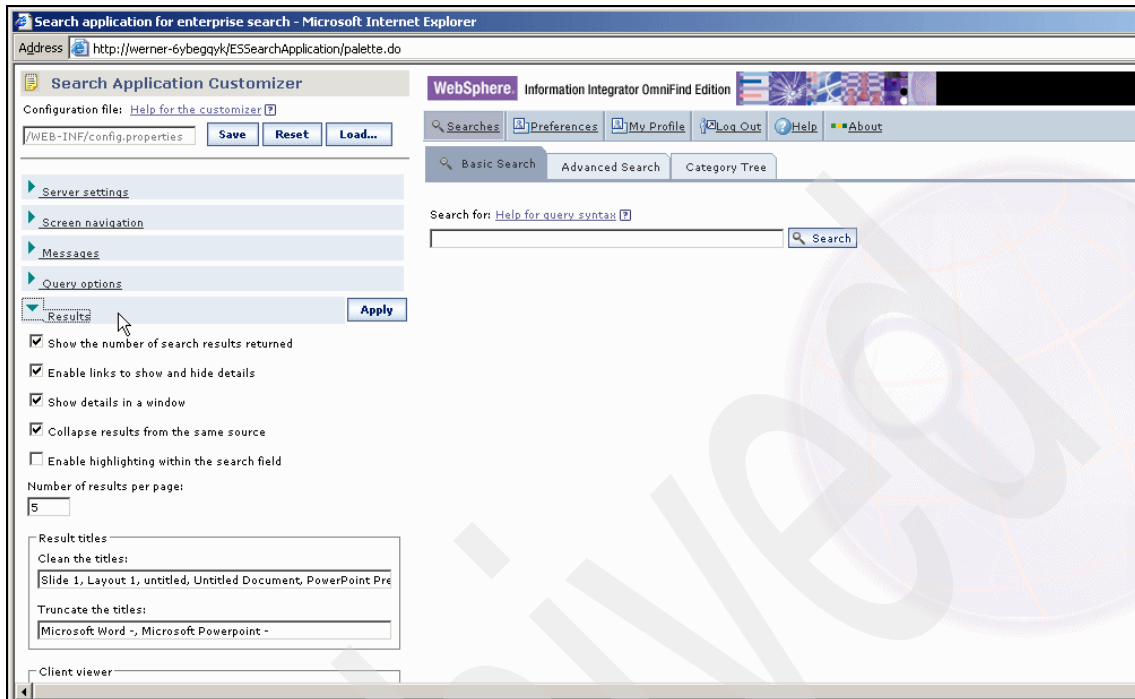 Search application for enterprise search - Microsoft Internet Explorer
Address http://werner-6ybegqyk/ESSearchApplication/palette.do
Search Application Customizer
Configuration file: Help for the customizer ?
/WEB-INF/config.properties Save Reset Load...
Server settings
Screen navigation
Messages
Query options
Results Apply
Show the number of search results returned
Enable links to show and hide details
Show details in a window
Collapse results from the same source
Enable highlighting within the search field
Number of results per page:
5
Result titles
Clean the titles:
Slide 1, Layout 1, untitled, Untitled Document, PowerPoint Pre
Truncate the titles:
Microsoft Word -, Microsoft Powerpoint -
Client viewer
WebSphere. Information Integrator OmniFind Edition
Searches Preferences My Profile Log Out Help About
Basic Search Advanced Search Category Tree
Search for: Help for query syntax ?
Search